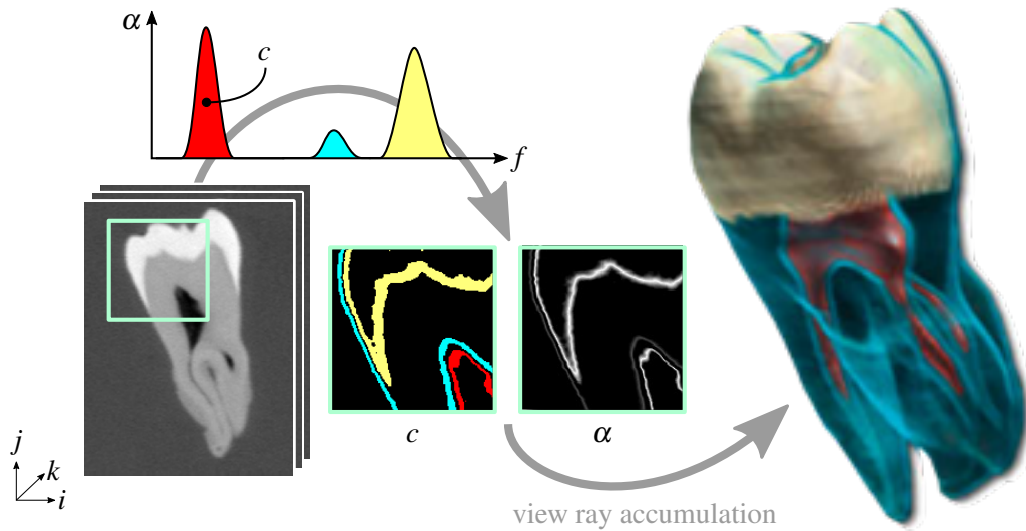 α
c
f
j
k
i
c
α
view ray accumulation